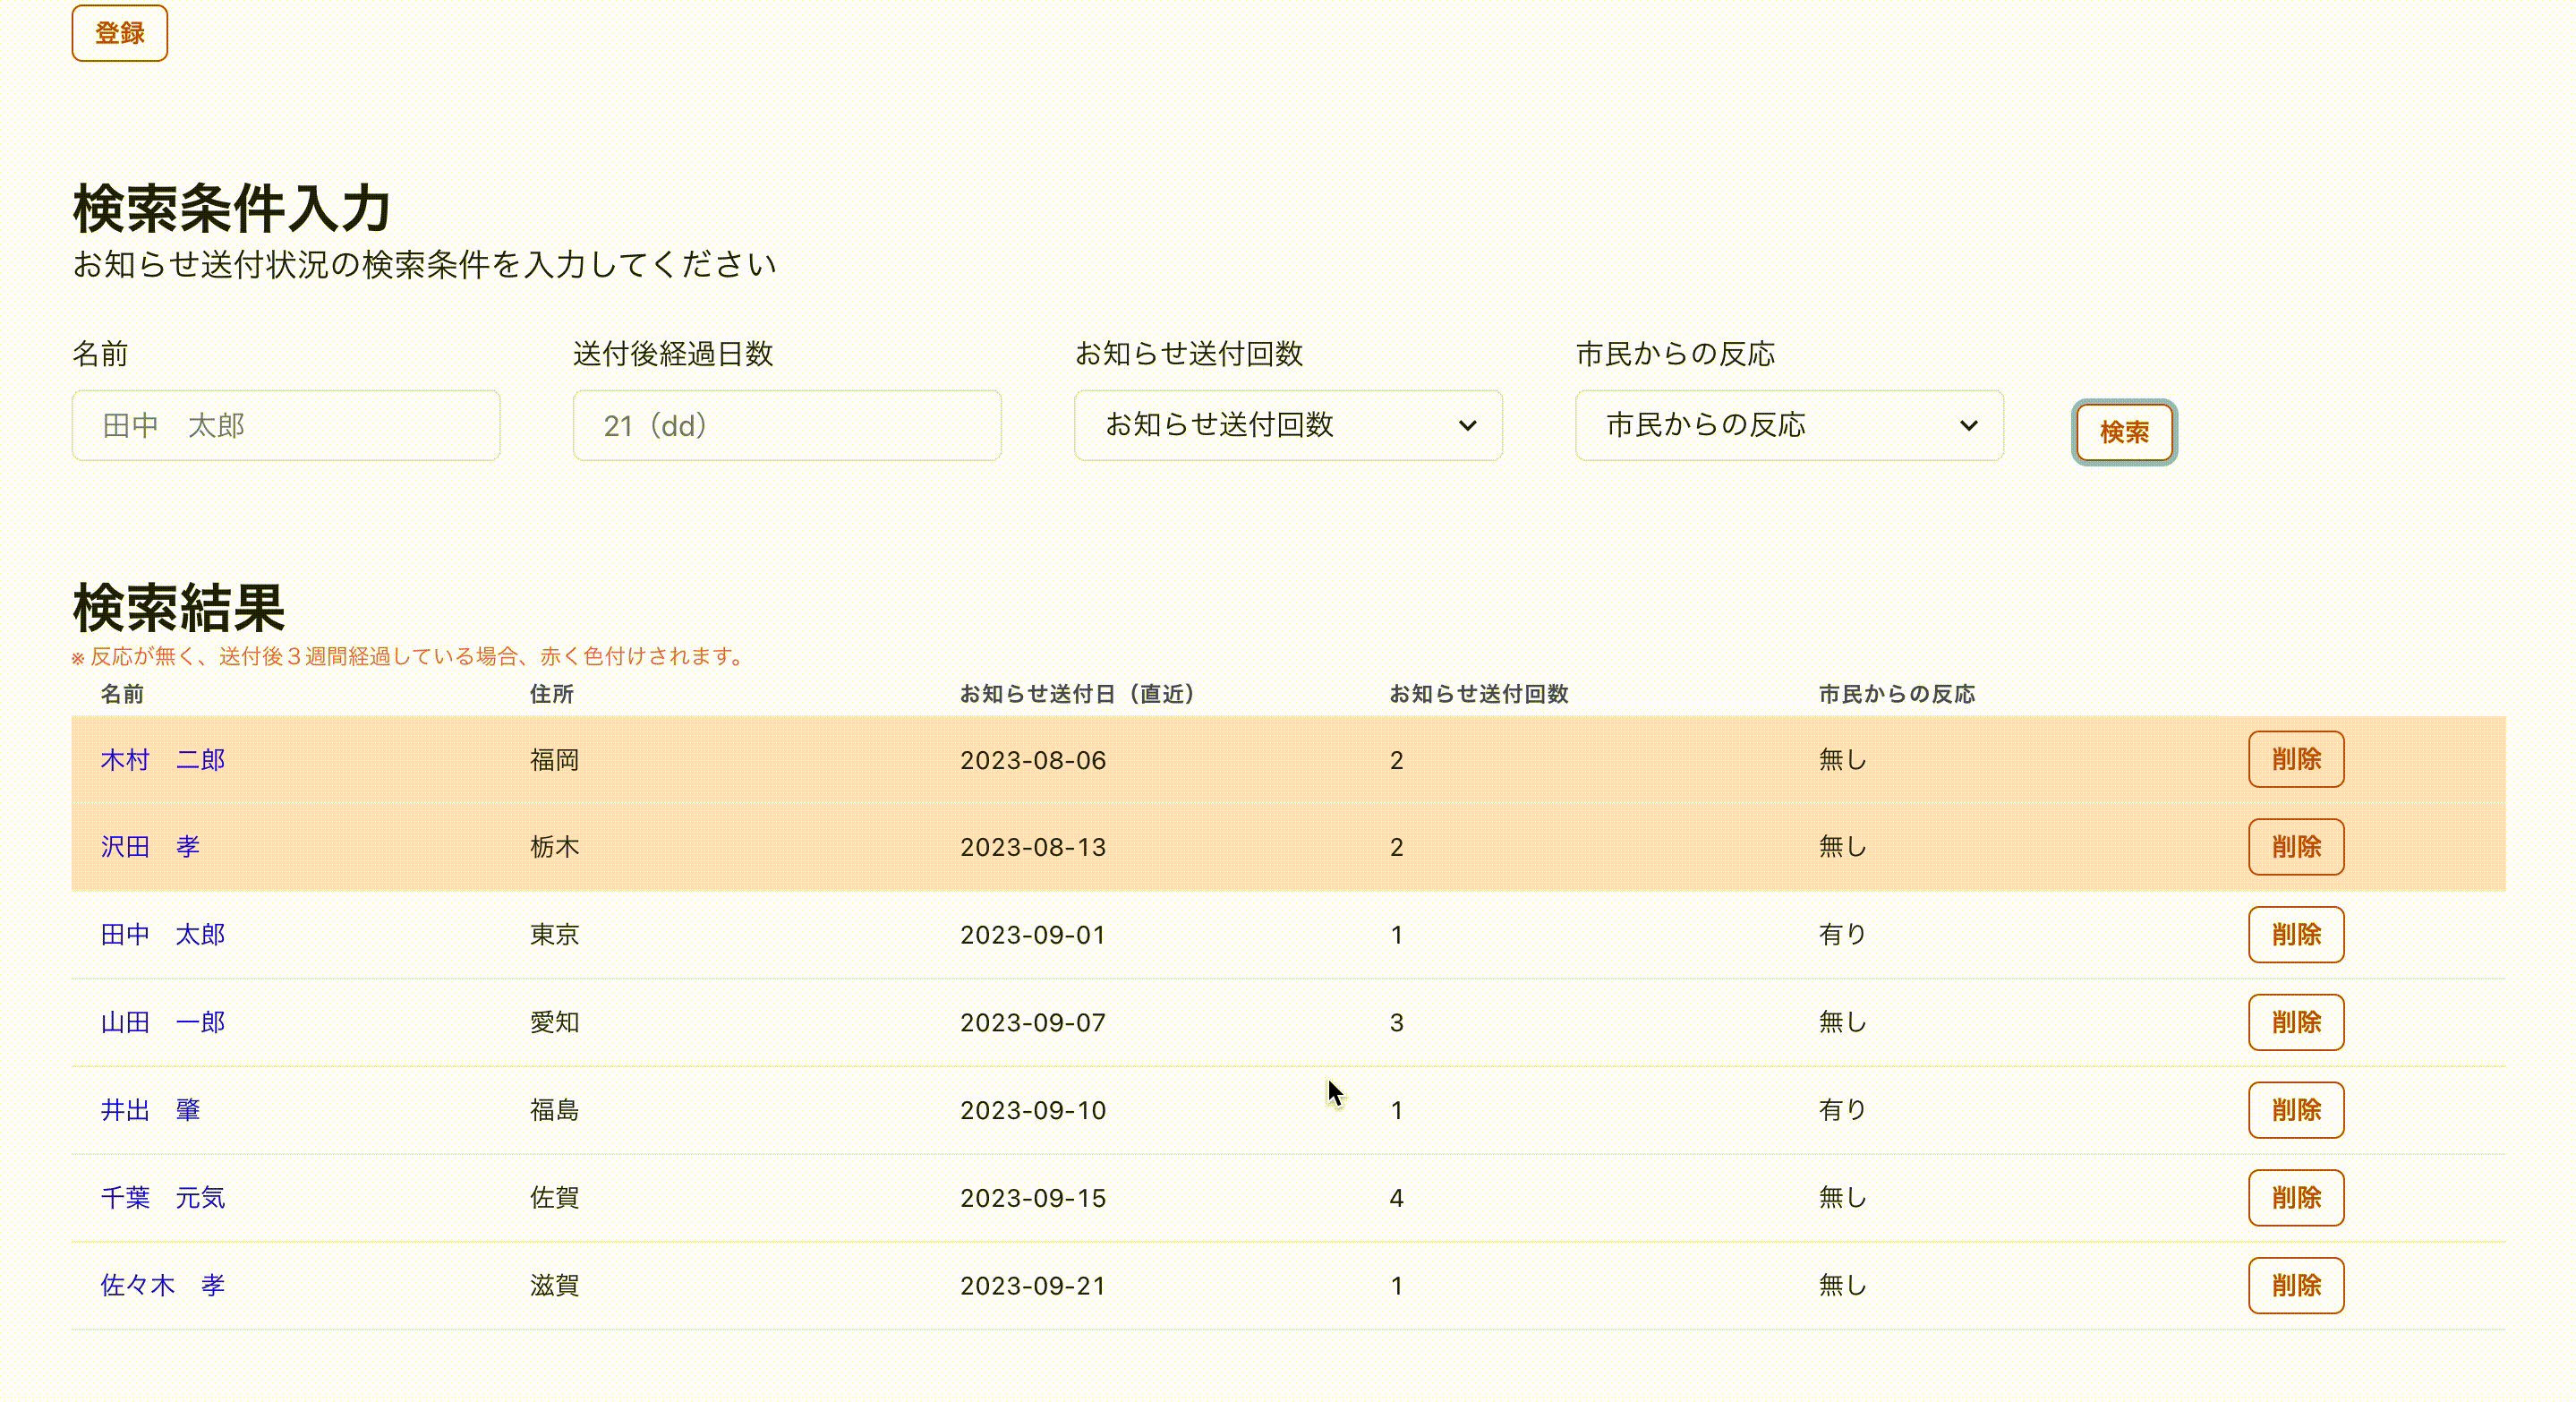 登録
検索条件入力
お知らせ送付状況の検索条件を入力してください
名前 送付後経過日数 お知らせ送付回数 市民からの反応
田中　太郎 21（dd） お知らせ送付回数 市民からの反応 検索
検索結果
※ 反応が無く、送付後３週間経過している場合、赤く色付けされます。
名前 住所 お知らせ送付日（直近） お知らせ送付回数 市民からの反応
木村　二郎 福岡 2023-08-06 2 無し 削除
沢田　孝 栃木 2023-08-13 2 無し 削除
田中　太郎 東京 2023-09-01 1 有り 削除
山田　一郎 愛知 2023-09-07 3 無し 削除
井出　肇 福島 2023-09-10 1 有り 削除
千葉　元気 佐賀 2023-09-15 4 無し 削除
佐々木　孝 滋賀 2023-09-21 1 無し 削除